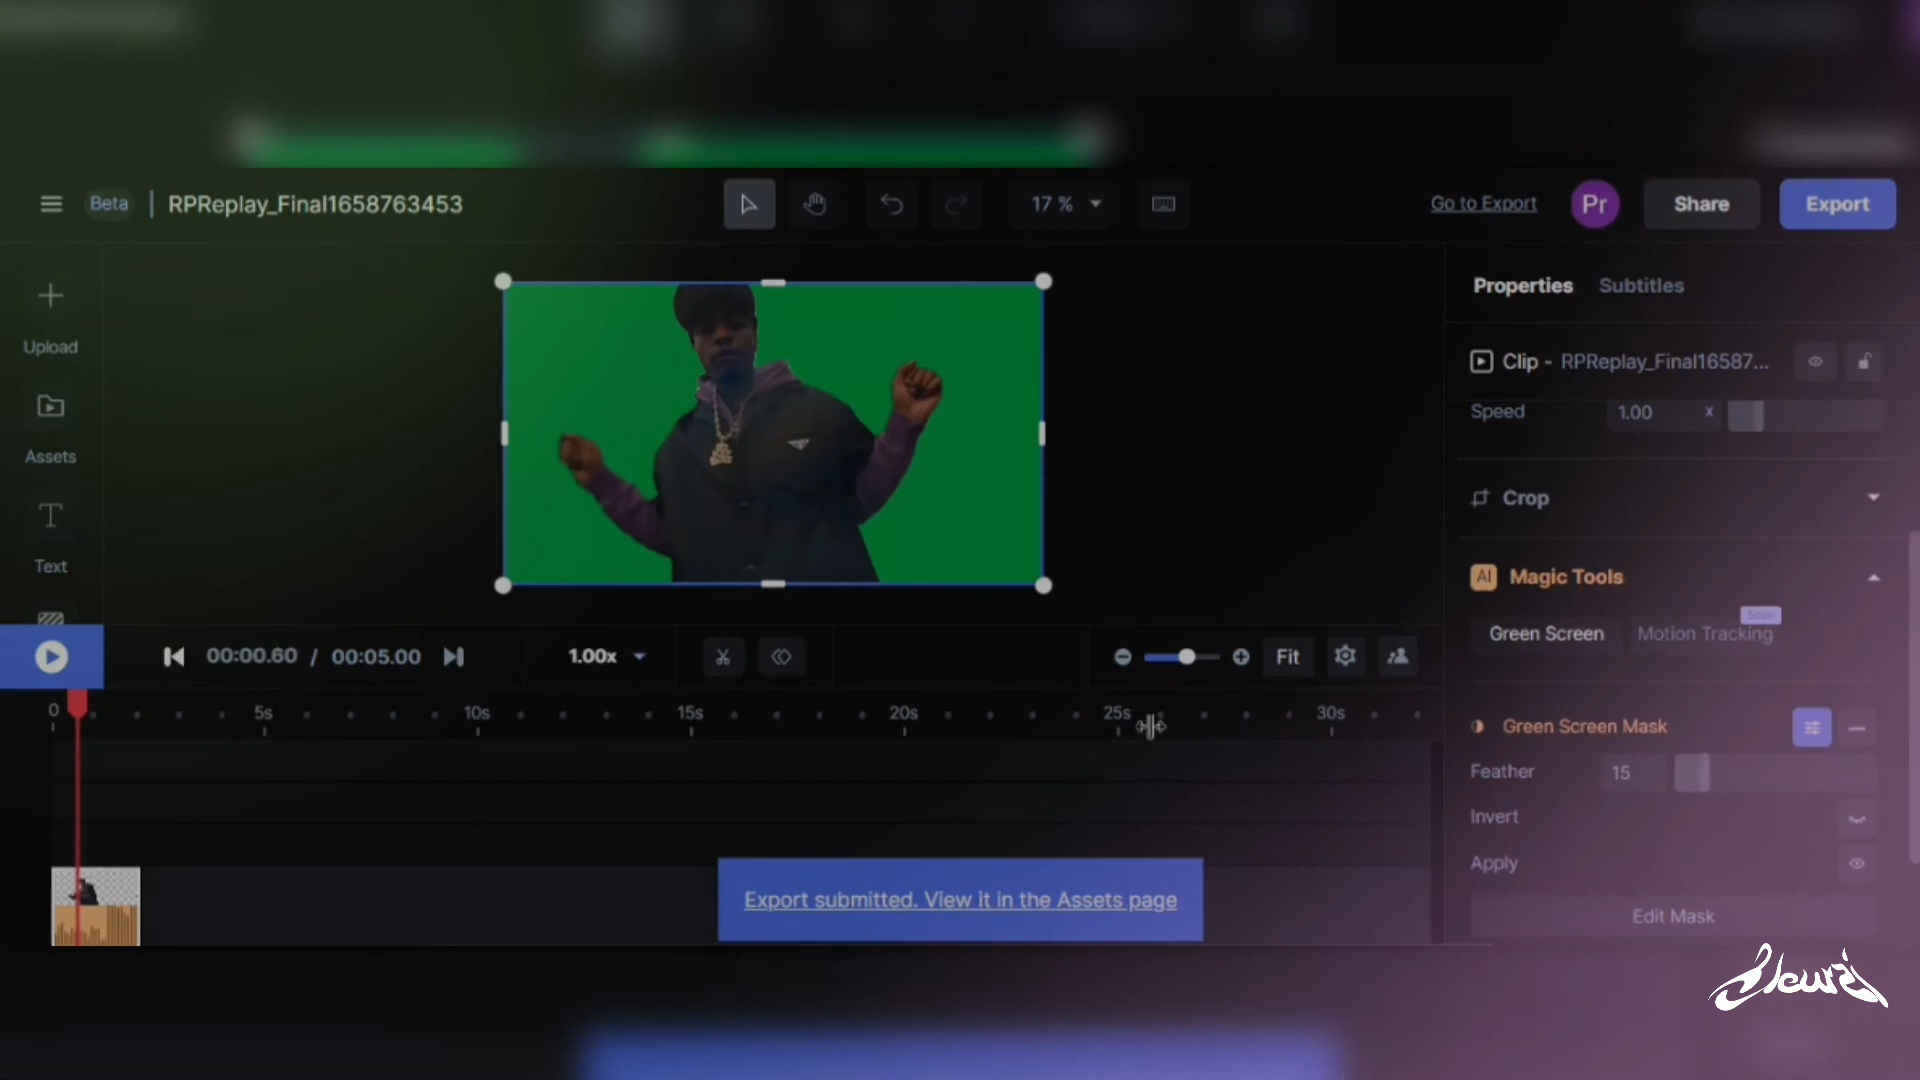 Beta RPReplay_Final1658763453 17 % Go to Export Pr Share Export
Upload
Assets
Text
Properties Subtitles
Clip - RPReplay_Final16587...
Speed 1.00 x
Crop
AI Magic Tools
Soon
Green Screen Motion Tracking
Green Screen Mask
Feather 15
Invert
Apply
Edit Mask
00:00.60 / 00:05.00 1.00x Fit
0 5s 10s 15s 20s 25s 30s
Export submitted. View it in the Assets page